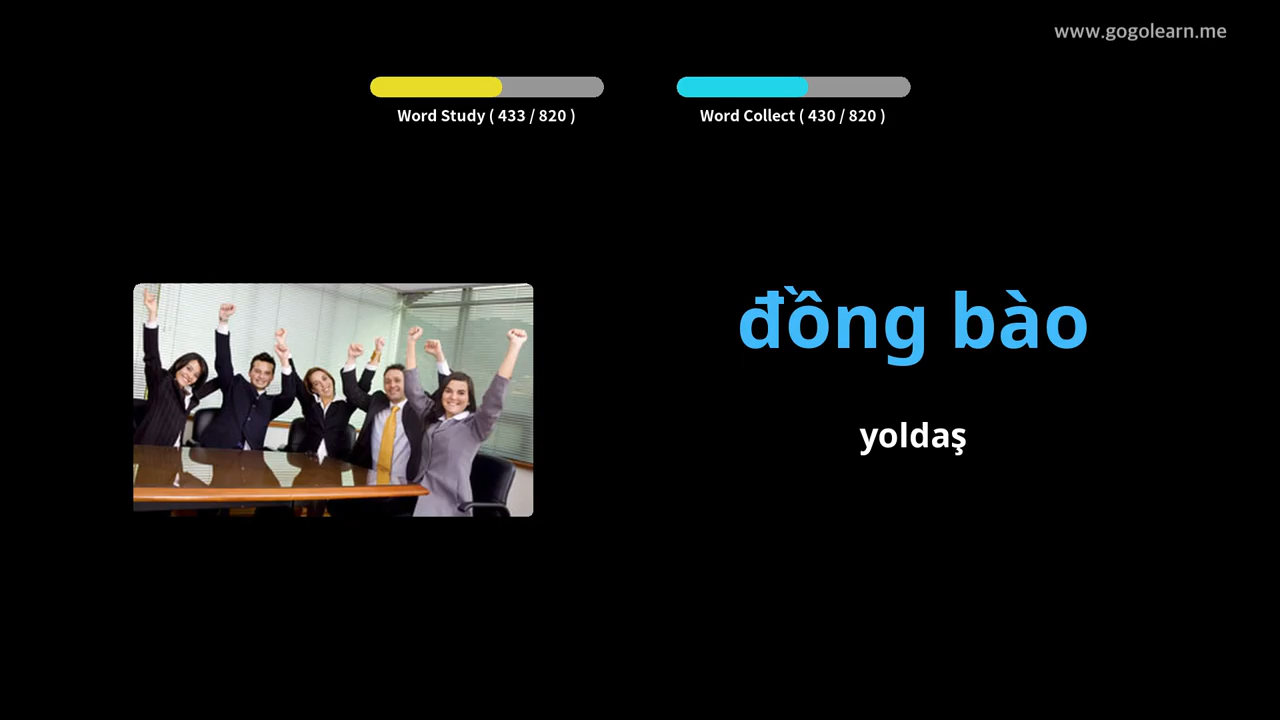 www.gogolearn.me
Word Study ( 433 / 820 )
Word Collect ( 430 / 820 )
đồng bào
yoldaş